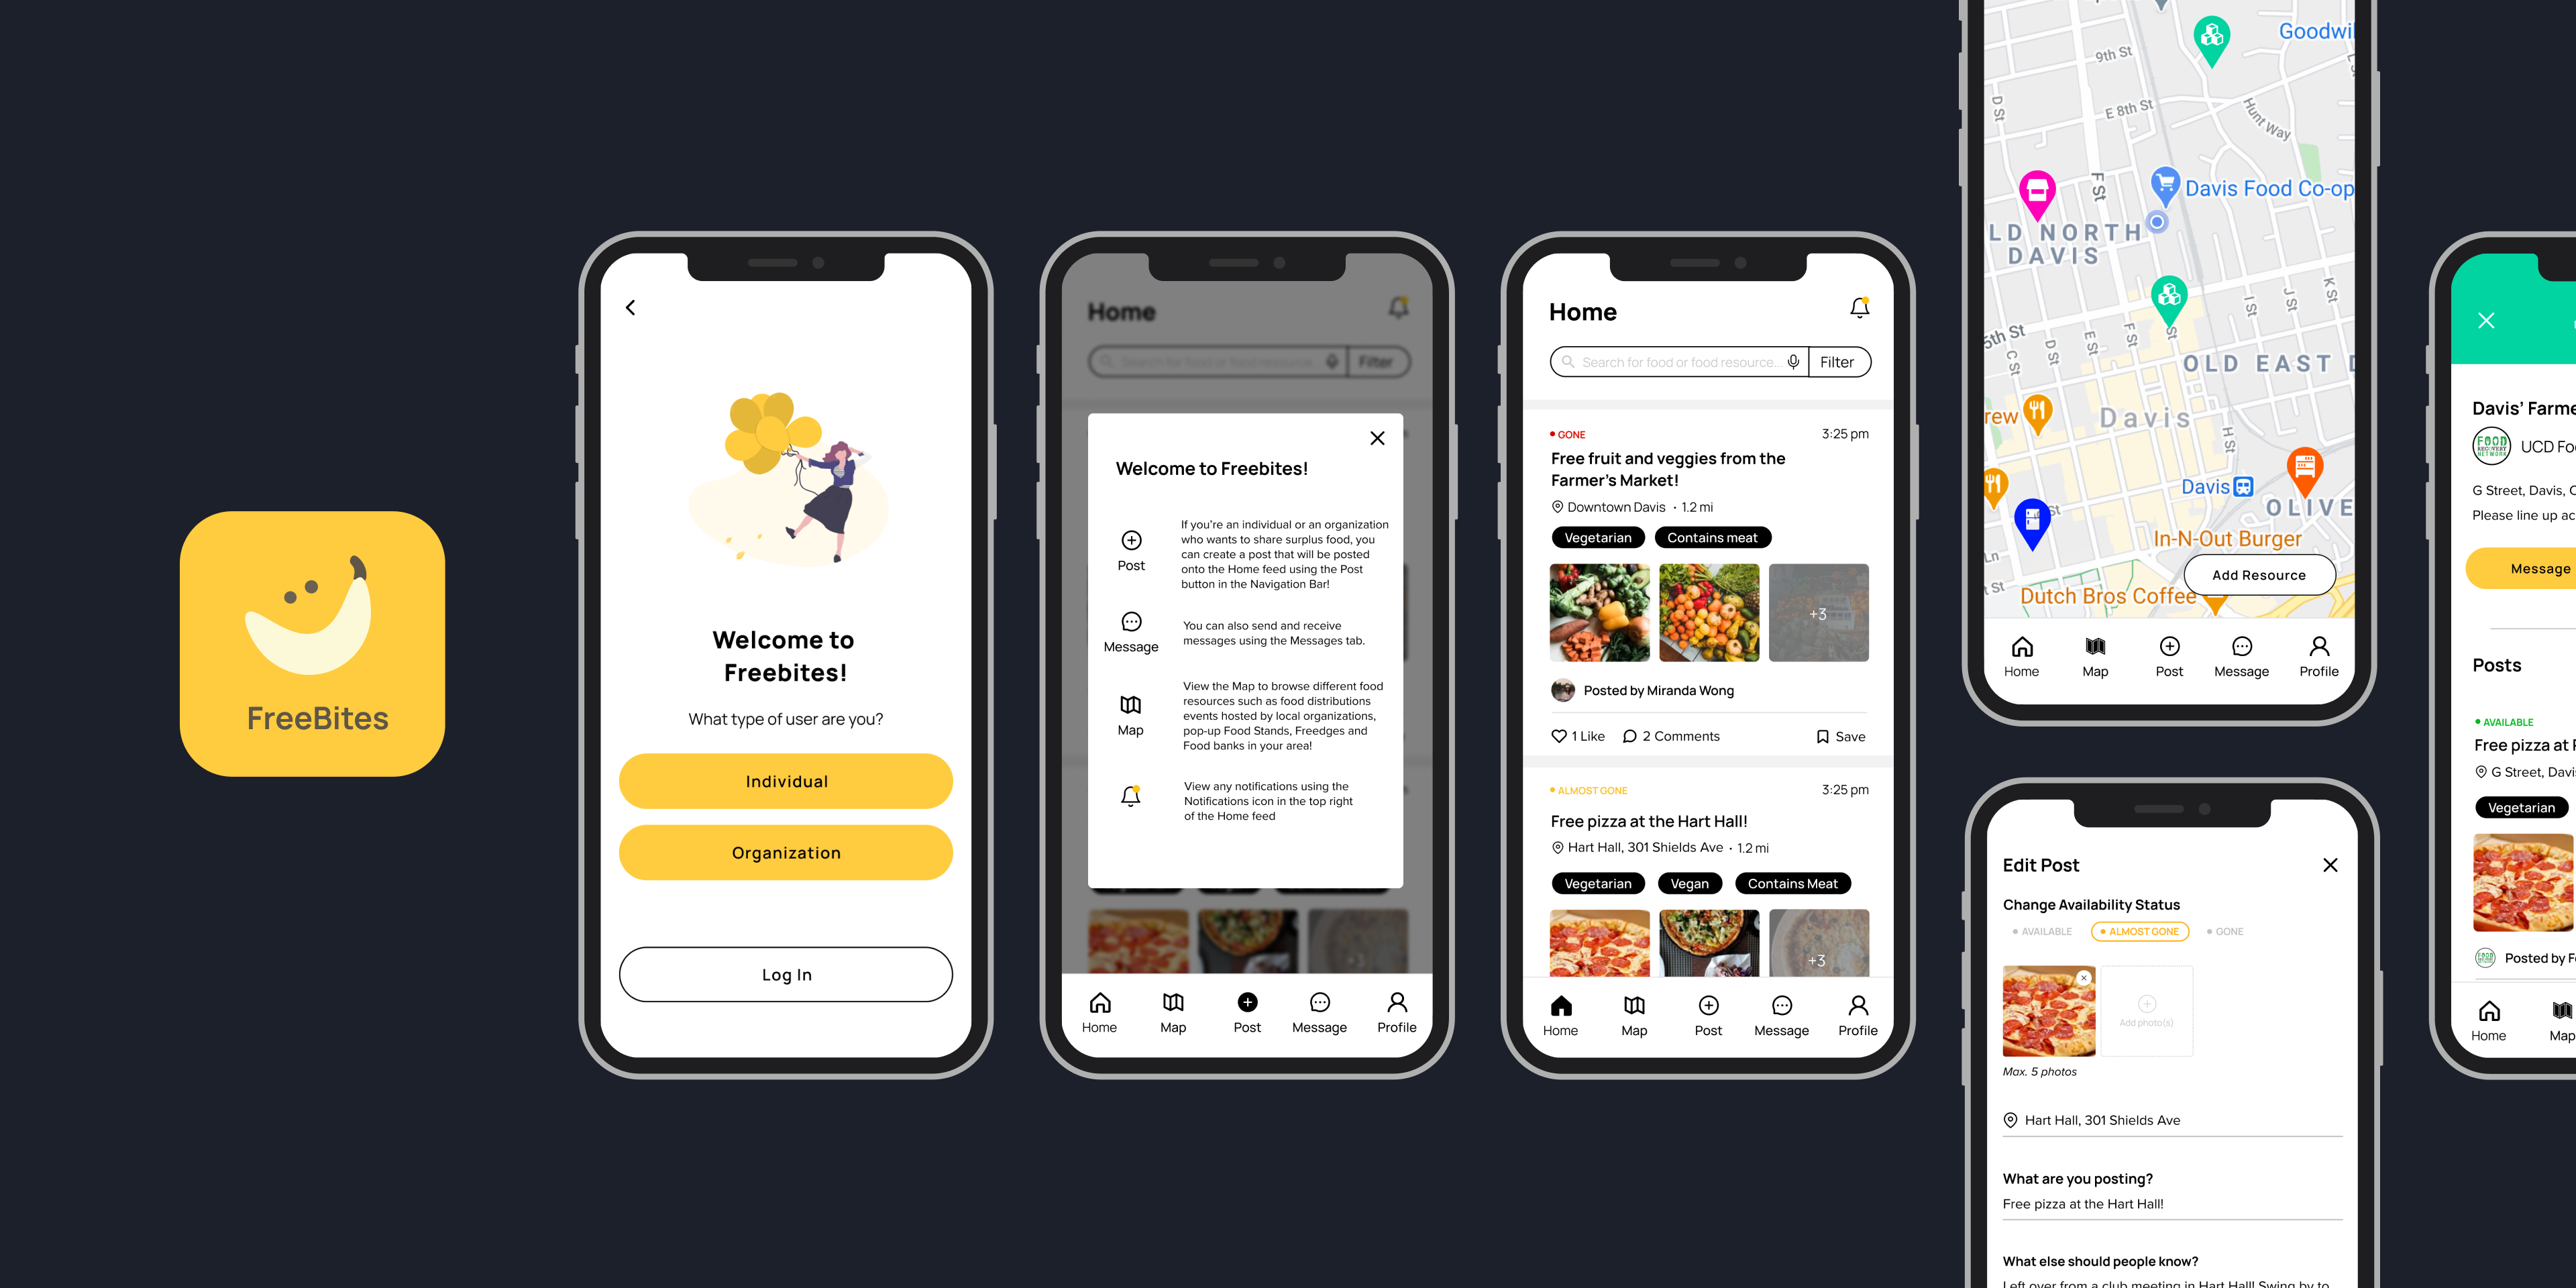 FreeBites
Welcome to
Freebites!
What type of user are you?
Individual
Organization
Log In
Home
Search for food or food resource...
Filter
Welcome to Freebites!
Post
If you're an individual or an organization
who wants to share surplus food, you
can create a post that will be posted
onto the Home feed using the Post
button in the Navigation Bar!
Message
You can also send and receive
messages using the Messages tab.
Map
View the Map to browse different food
resources such as food distributions
events hosted by local organizations,
pop-up Food Stands, Freedges and
Food banks in your area!
View any notifications using the
Notifications icon in the top right
of the Home feed
+3
Home
Map
Post
Message
Profile
Home
Search for food or food resource...
Filter
GONE
3:25 pm
Free fruit and veggies from the
Farmer's Market!
Downtown Davis · 1.2 mi
Vegetarian
Contains meat
+3
Posted by Miranda Wong
1 Like
2 Comments
Save
ALMOST GONE
3:25 pm
Free pizza at the Hart Hall!
Hart Hall, 301 Shields Ave · 1.2 mi
Vegetarian
Vegan
Contains Meat
+3
Home
Map
Post
Message
Profile
Goodwil
9th St
D St
E 8th St
Hunt Way
F St
Davis Food Co-op
LD NORTH
DAVIS
K St
J St
I St
5th St
C St
D St
E St
F St
St
OLD EAST D
rew
Davis
H St
Davis
OLIVE
St
In-N-Out Burger
Ln
St
Add Resource
Dutch Bros Coffee
Home
Map
Post
Message
Profile
Edit Post
Change Availability Status
AVAILABLE
ALMOST GONE
GONE
Add photo(s)
Max. 5 photos
Hart Hall, 301 Shields Ave
What are you posting?
Free pizza at the Hart Hall!
What else should people know?
Left over from a club meeting in Hart Hall! Swing by to
Davis' Farme
FOOD
RECOVERY
NETWORK
UCD Foo
G Street, Davis, C
Please line up ac
Message
Posts
AVAILABLE
Free pizza at F
G Street, Davi
Vegetarian
Posted by F
Home
Map